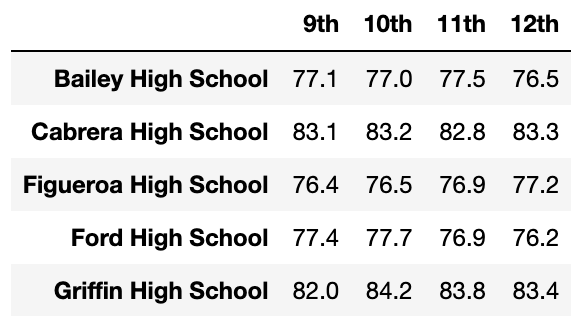 9th 10th 11th 12th
Bailey High School 77.1 77.0 77.5 76.5
Cabrera High School 83.1 83.2 82.8 83.3
Figueroa High School 76.4 76.5 76.9 77.2
Ford High School 77.4 77.7 76.9 76.2
Griffin High School 82.0 84.2 83.8 83.4